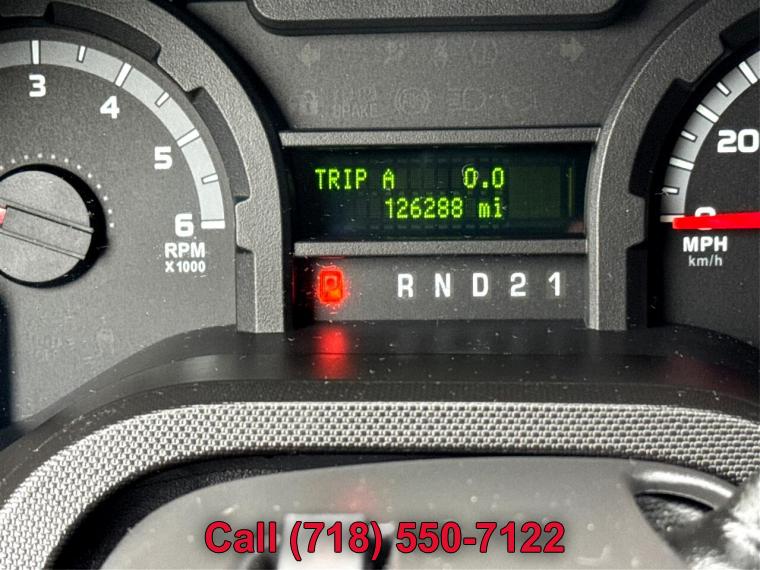 3
4
5
6
RPM
X1000
BRAKE
TRIP A 0.0
126288 mi
P R N D 2 1
20
0
MPH
km/h
Call (718) 550-7122